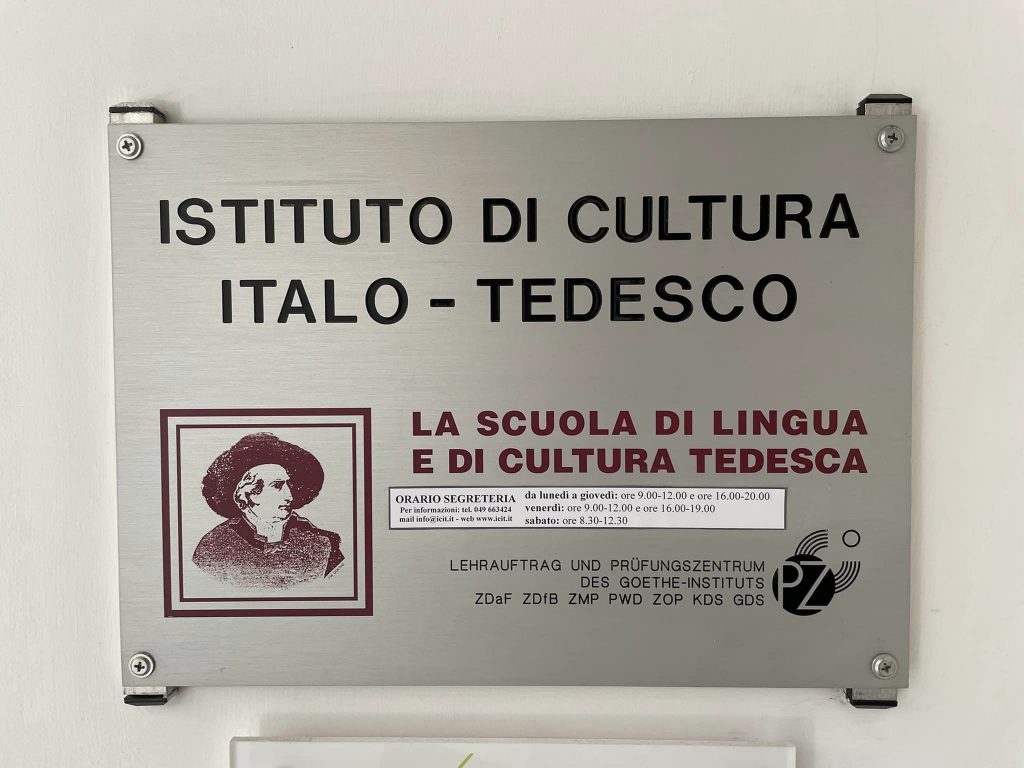 ISTITUTO DI CULTURA
ITALO - TEDESCO
LA SCUOLA DI LINGUA
E DI CULTURA TEDESCA
ORARIO SEGRETERIA
Per informazioni: tel. 049 663424
mail info@icit.it - web www.icit.it
da lunedì a giovedì: ore 9.00-12.00 e ore 16.00-20.00
venerdì: ore 9.00-12.00 e ore 16.00-19.00
sabato: ore 8.30-12.30
LEHRAUFTRAG UND PRÜFUNGSZENTRUM
DES GOETHE-INSTITUTS
ZDaF ZDfB ZMP PWD ZOP KDS GDS
PZ